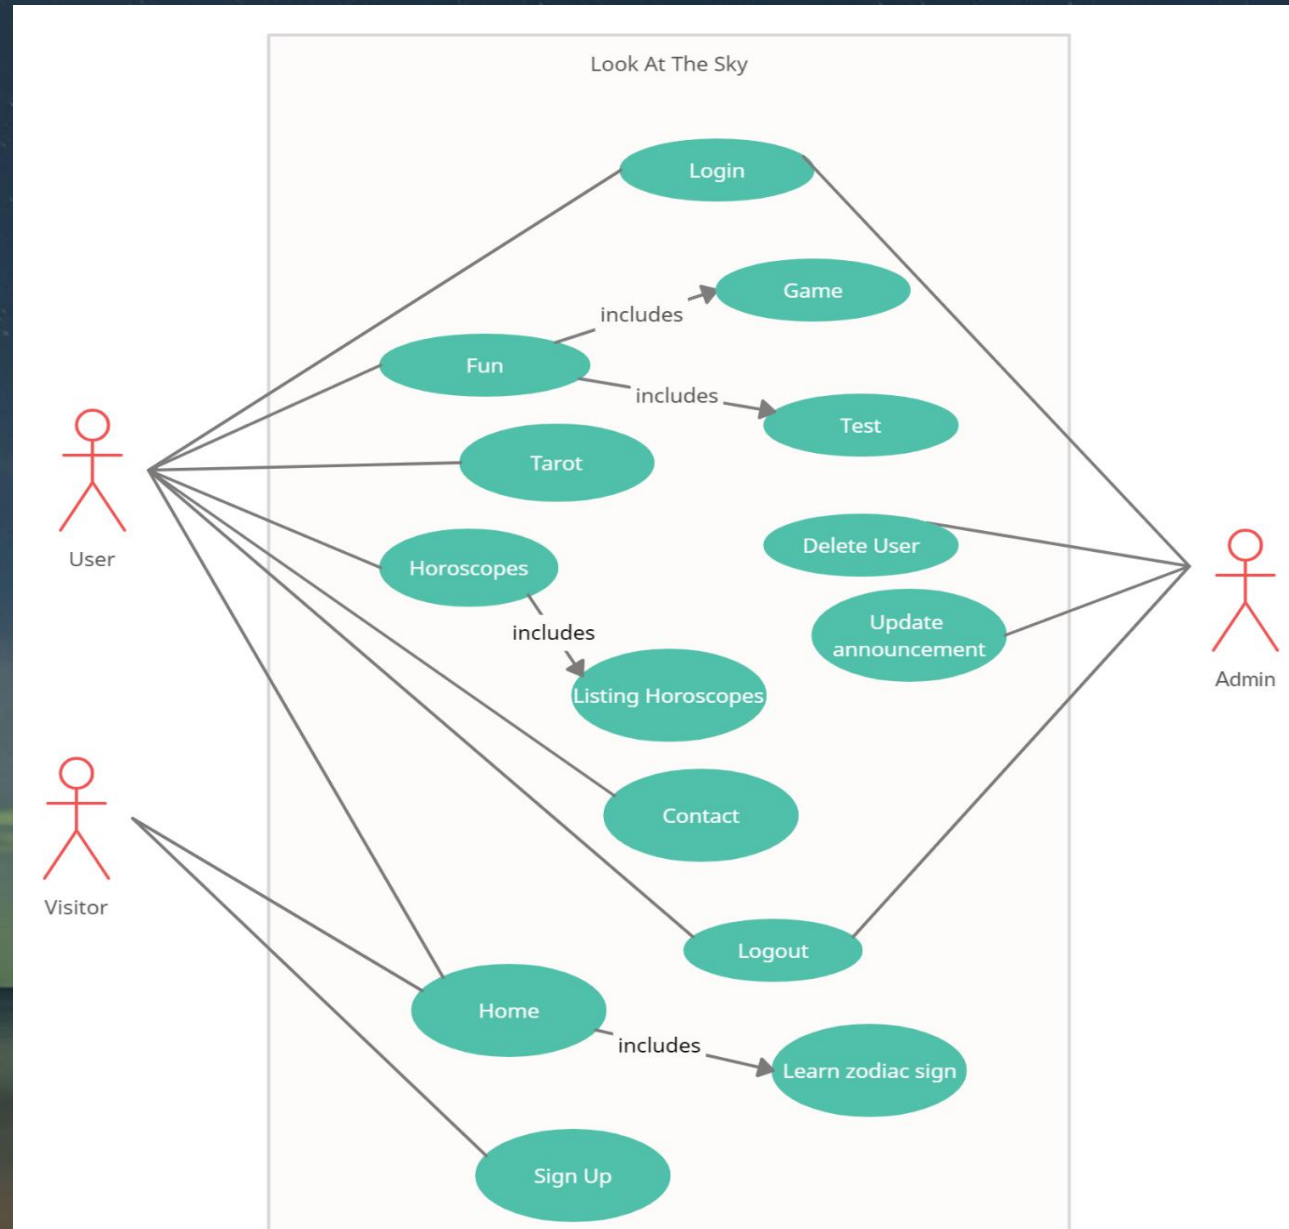 Look At The Sky
Login
Game
includes
Fun
includes
Test
Tarot
User
Horoscopes
Delete User
includes
Update
announcement
Admin
Listing Horoscopes
Contact
Visitor
Logout
Home
includes
Learn zodiac sign
Sign Up